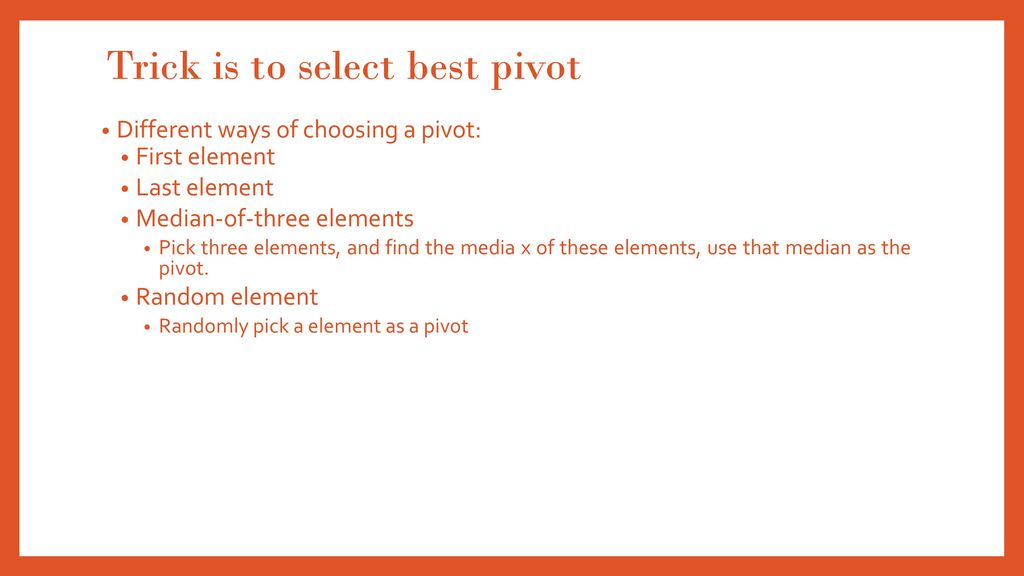 Trick is to select best pivot
• Different ways of choosing a pivot:
• First element
• Last element
• Median-of-three elements
• Pick three elements, and find the media x of these elements, use that median as the
pivot.
• Random element
• Randomly pick a element as a pivot